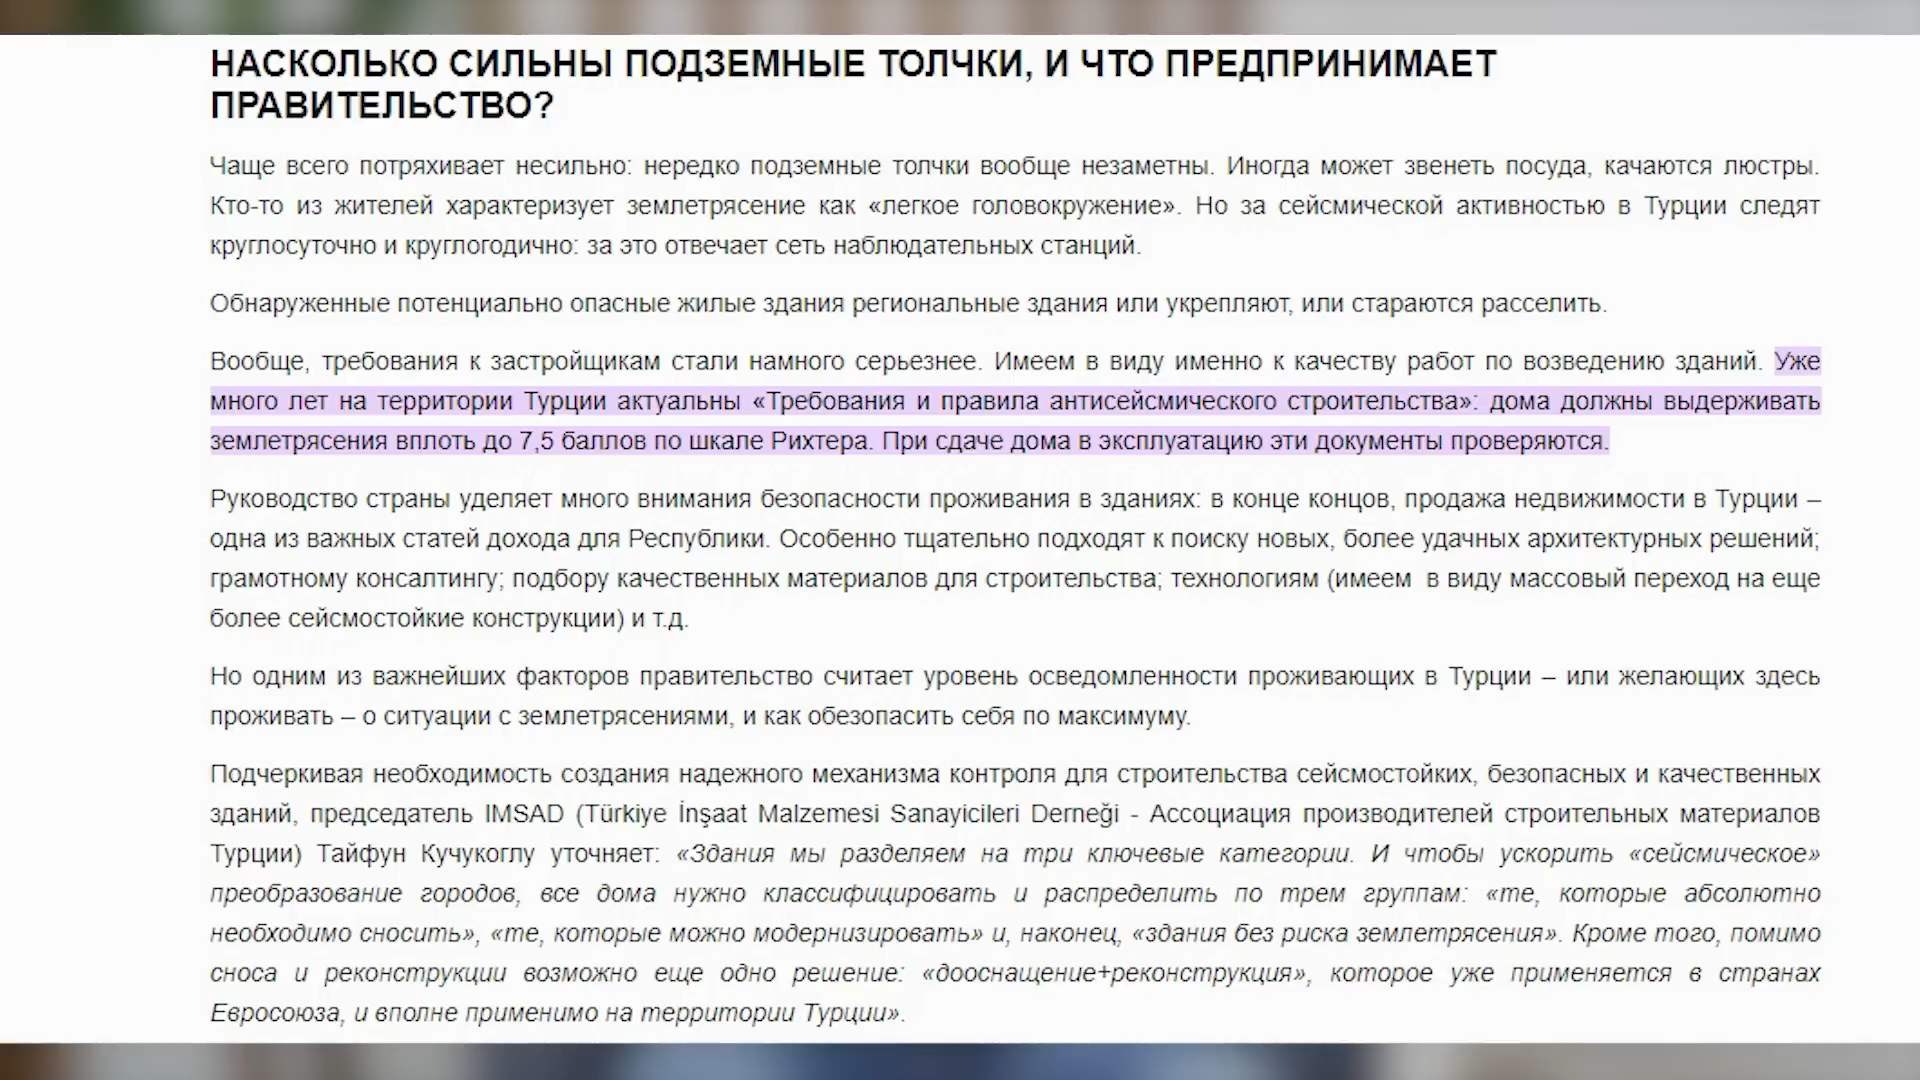 НАСКОЛЬКО СИЛЬНЫ ПОДЗЕМНЫЕ ТОЛЧКИ, И ЧТО ПРЕДПРИНИМАЕТ
ПРАВИТЕЛЬСТВО?
Чаще всего потряхивает несильно: нередко подземные толчки вообще незаметны. Иногда может звенеть посуда, качаются люстры.
Кто-то из жителей характеризует землетрясение как «легкое головокружение». Но за сейсмической активностью в Турции следят
круглосуточно и круглогодично: за это отвечает сеть наблюдательных станций.
Обнаруженные потенциально опасные жилые здания региональные здания или укрепляют, или стараются расселить.
Вообще, требования к застройщикам стали намного серьезнее. Имеем в виду именно к качеству работ по возведению зданий. Уже
много лет на территории Турции актуальны «Требования и правила антисейсмического строительства»: дома должны выдерживать
землетрясения вплоть до 7,5 баллов по шкале Рихтера. При сдаче дома в эксплуатацию эти документы проверяются.
Руководство страны уделяет много внимания безопасности проживания в зданиях: в конце концов, продажа недвижимости в Турции –
одна из важных статей дохода для Республики. Особенно тщательно подходят к поиску новых, более удачных архитектурных решений;
грамотному консалтингу; подбору качественных материалов для строительства; технологиям (имеем в виду массовый переход на еще
более сейсмостойкие конструкции) и т.д.
Но одним из важнейших факторов правительство считает уровень осведомленности проживающих в Турции – или желающих здесь
проживать – о ситуации с землетрясениями, и как обезопасить себя по максимуму.
Подчеркивая необходимость создания надежного механизма контроля для строительства сейсмостойких, безопасных и качественных
зданий, председатель IMSAD (Türkiye İnşaat Malzemesi Sanayicileri Derneği - Ассоциация производителей строительных материалов
Турции) Тайфун Кучукоглу уточняет: «Здания мы разделяем на три ключевые категории. И чтобы ускорить «сейсмическое»
преобразование городов, все дома нужно классифицировать и распределить по трем группам: «те, которые абсолютно
необходимо сносить», «те, которые можно модернизировать» и, наконец, «здания без риска землетрясения». Кроме того, помимо
сноса и реконструкции возможно еще одно решение: «дооснащение+реконструкция», которое уже применяется в странах
Евросоюза, и вполне применимо на территории Турции».